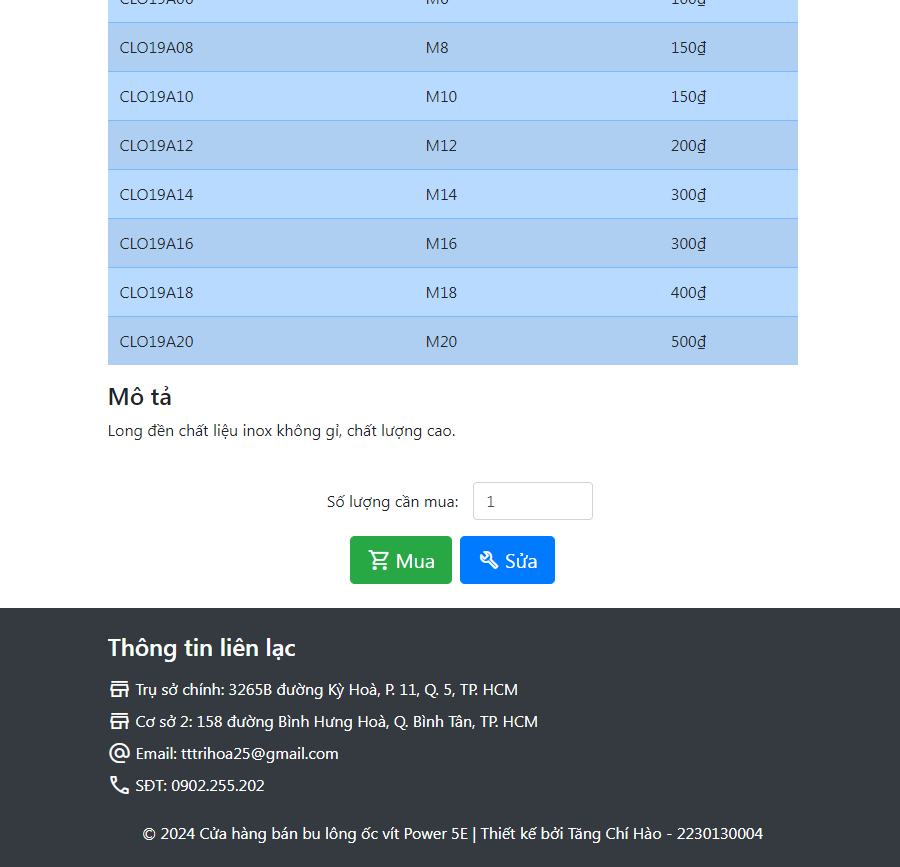 CLO19A06 M6 100₫
CLO19A08 M8 150₫
CLO19A10 M10 150₫
CLO19A12 M12 200₫
CLO19A14 M14 300₫
CLO19A16 M16 300₫
CLO19A18 M18 400₫
CLO19A20 M20 500₫
Mô tả
Long đền chất liệu inox không gỉ, chất lượng cao.
Số lượng cần mua: 1
Mua Sửa
Thông tin liên lạc
Trụ sở chính: 3265B đường Kỳ Hoà, P. 11, Q. 5, TP. HCM
Cơ sở 2: 158 đường Bình Hưng Hoà, Q. Bình Tân, TP. HCM
Email: tttrihoa25@gmail.com
SĐT: 0902.255.202
© 2024 Cửa hàng bán bu lông ốc vít Power 5E | Thiết kế bởi Tăng Chí Hào - 2230130004